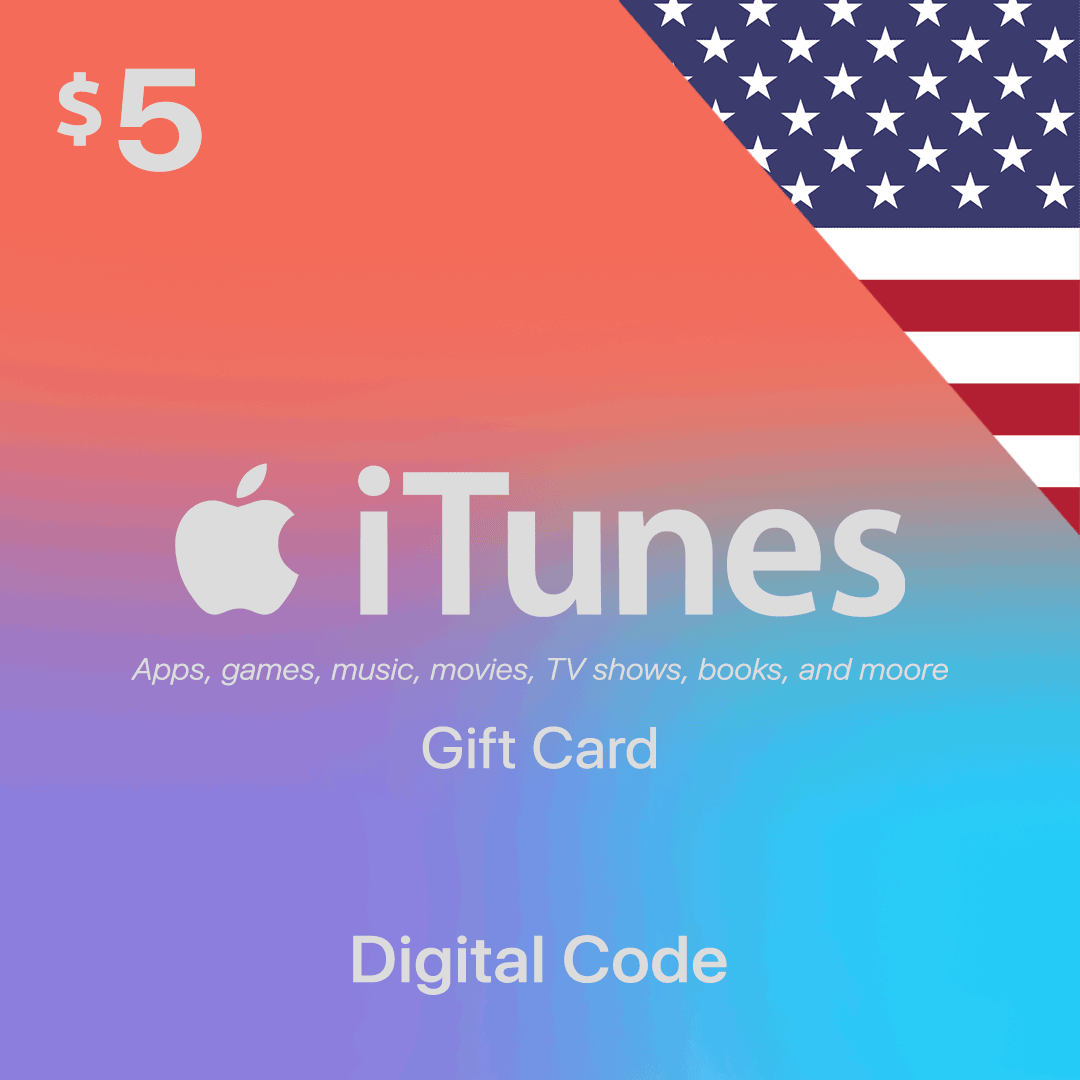 $5
iTunes
Apps, games, music, movies, TV shows, books, and moore
Gift Card
Digital Code